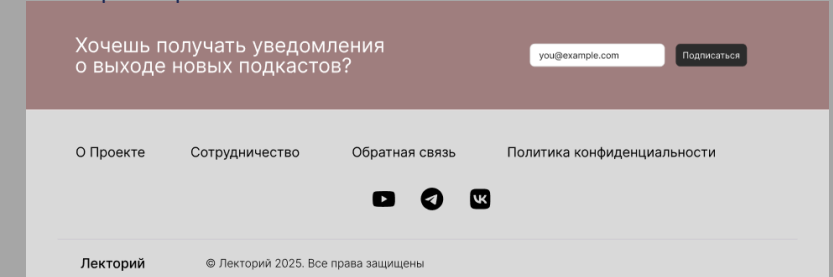 Хочешь получать уведомления
о выходе новых подкастов?
you@example.com
Подписаться
О Проекте
Сотрудничество
Обратная связь
Политика конфиденциальности
Лекторий
© Лекторий 2025. Все права защищены